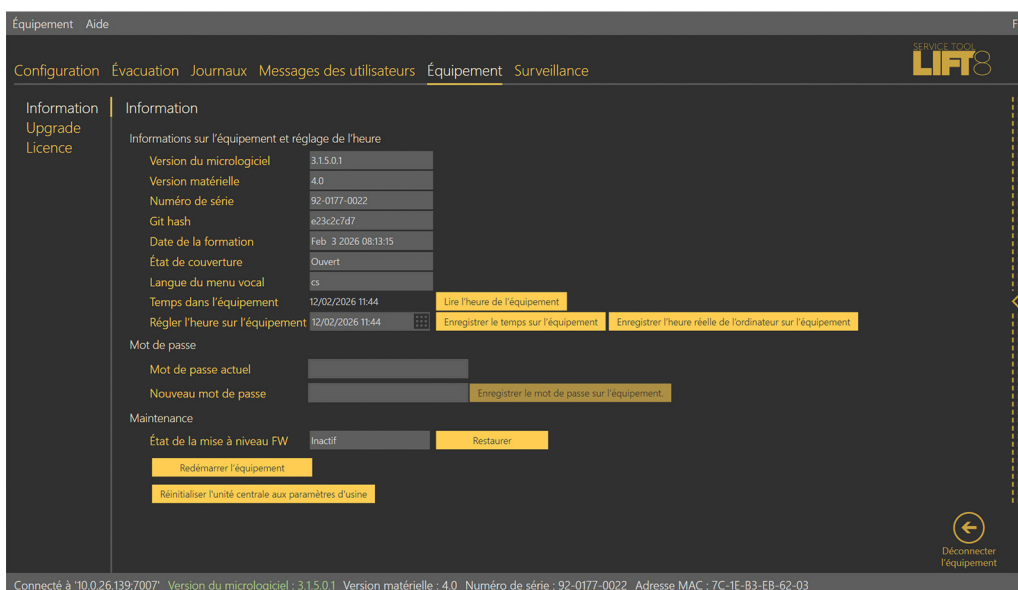 Équipement Aide F
SERVICE TOOL
LIFT8
Configuration Évacuation Journaux Messages des utilisateurs Équipement Surveillance
Information
Upgrade
Licence
Information
Informations sur l'équipement et réglage de l'heure
Version du micrologiciel 3.1.5.0.1
Version matérielle 4.0
Numéro de série 92-0177-0022
Git hash e23c2c7d7
Date de la formation Feb 3 2026 08:13:15
État de couverture Ouvert
Langue du menu vocal cs
Temps dans l'équipement 12/02/2026 11:44 Lire l'heure de l'équipement
Régler l'heure sur l'équipement 12/02/2026 11:44 Enregistrer le temps sur l'équipement Enregistrer l'heure réelle de l'ordinateur sur l'équipement
Mot de passe
Mot de passe actuel
Nouveau mot de passe Enregistrer le mot de passe sur l'équipement.
Maintenance
État de la mise à niveau FW Inactif Restaurer
Redémarrer l'équipement
Réinitialiser l'unité centrale aux paramètres d'usine
Déconnecter
l'équipement
Connecté à '10.0.26.139:7007' Version du micrologiciel : 3.1.5.0.1 Version matérielle : 4.0 Numéro de série : 92-0177-0022 Adresse MAC : 7C-1E-B3-EB-62-03